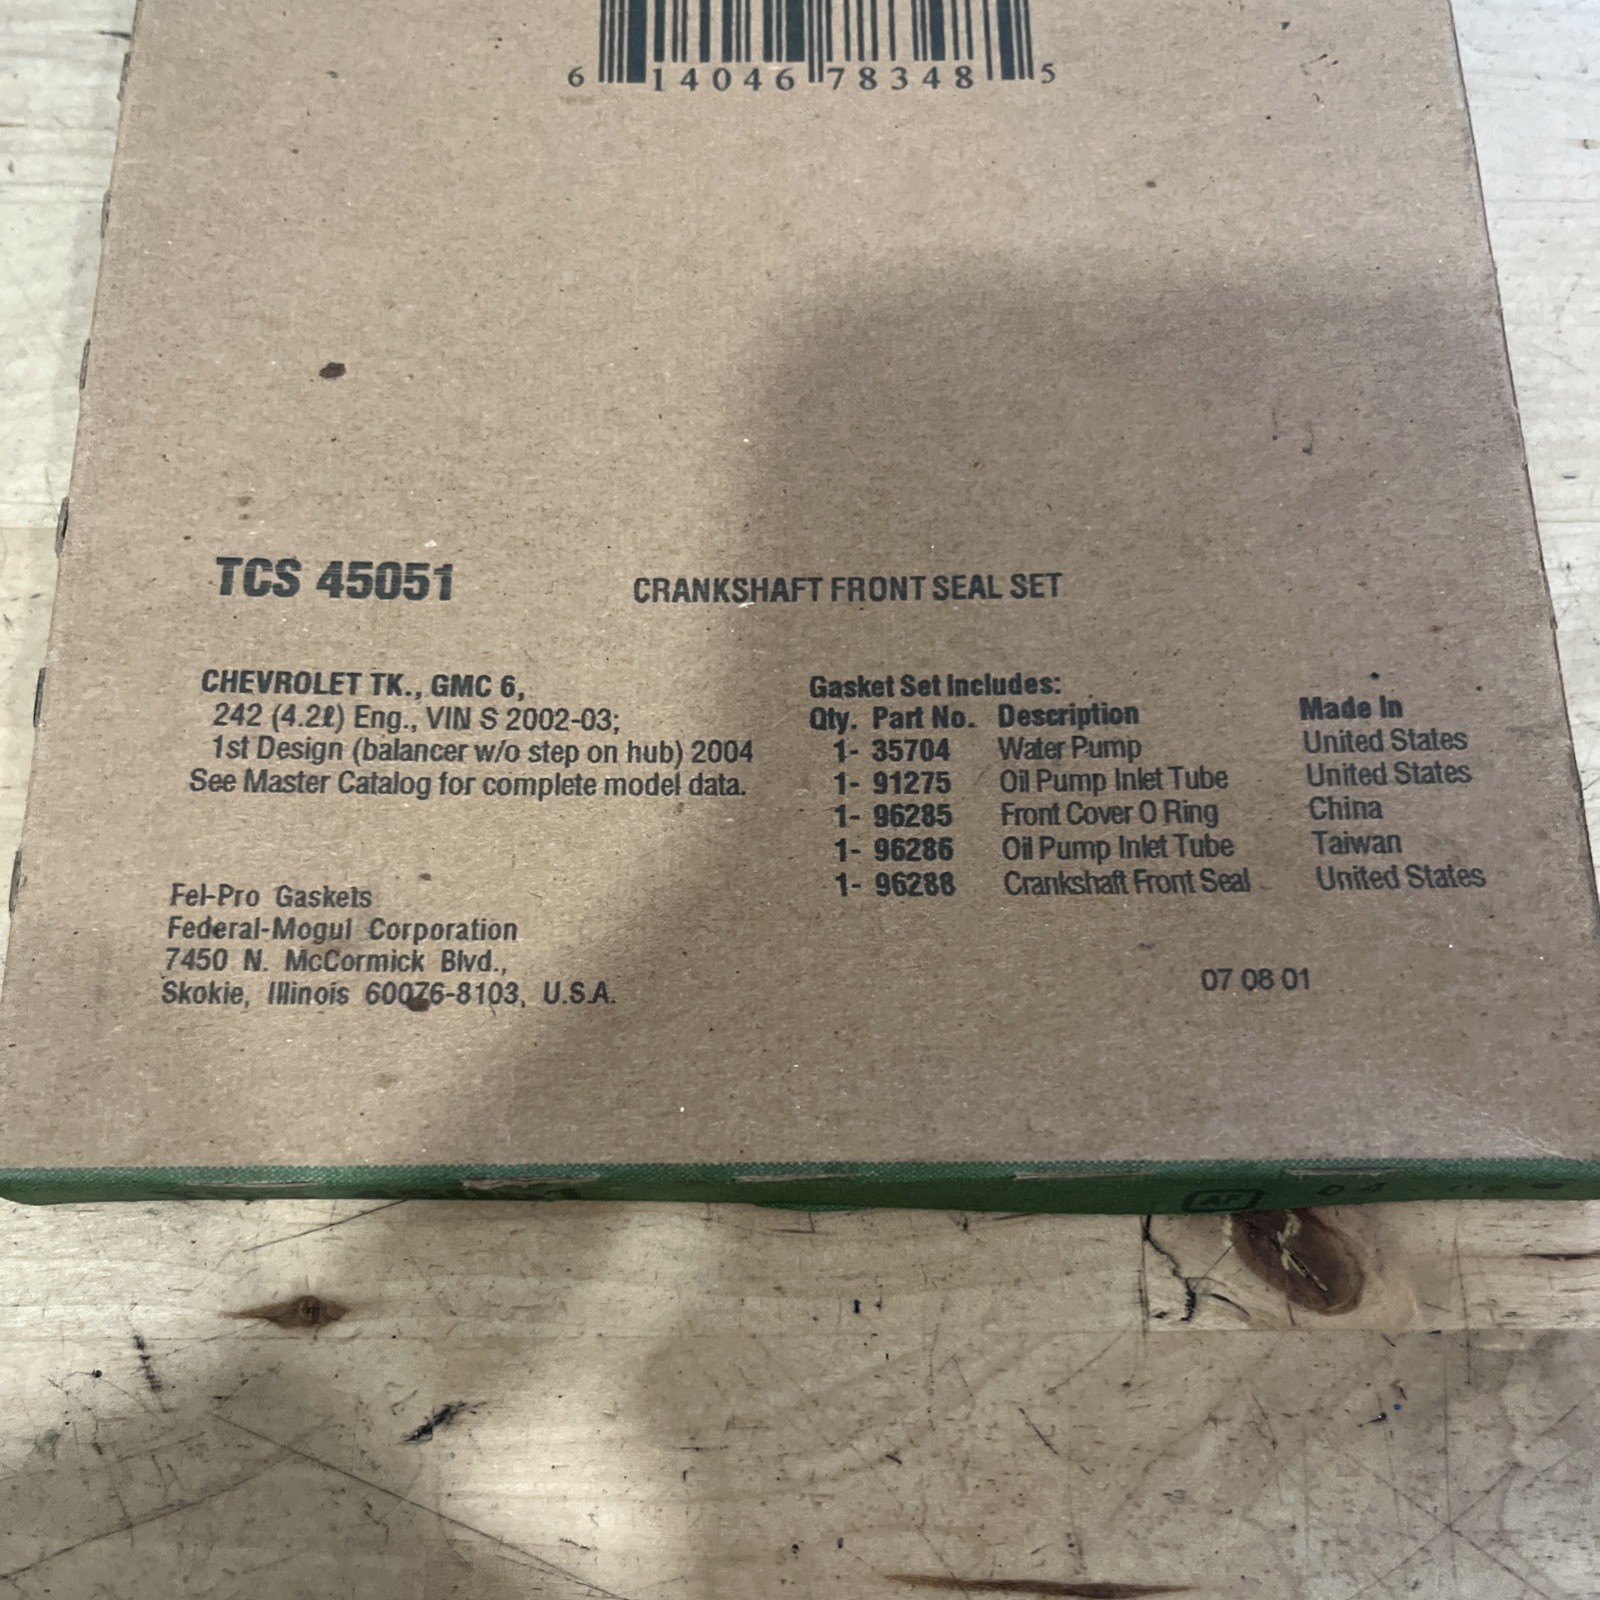 6 14046 78348 5
TCS 45051
CRANKSHAFT FRONT SEAL SET
CHEVROLET TK., GMC 6,
242 (4.2ℓ) Eng., VIN S 2002-03;
1st Design (balancer w/o step on hub) 2004
See Master Catalog for complete model data.
Gasket Set Includes:
Qty. Part No. Description Made In
1- 35704 Water Pump United States
1- 91275 Oil Pump Inlet Tube United States
1- 96285 Front Cover O Ring China
1- 96286 Oil Pump Inlet Tube Taiwan
1- 96288 Crankshaft Front Seal United States
Fel-Pro Gaskets
Federal-Mogul Corporation
7450 N. McCormick Blvd.,
Skokie, Illinois 60076-8103, U.S.A.
07 08 01
AF